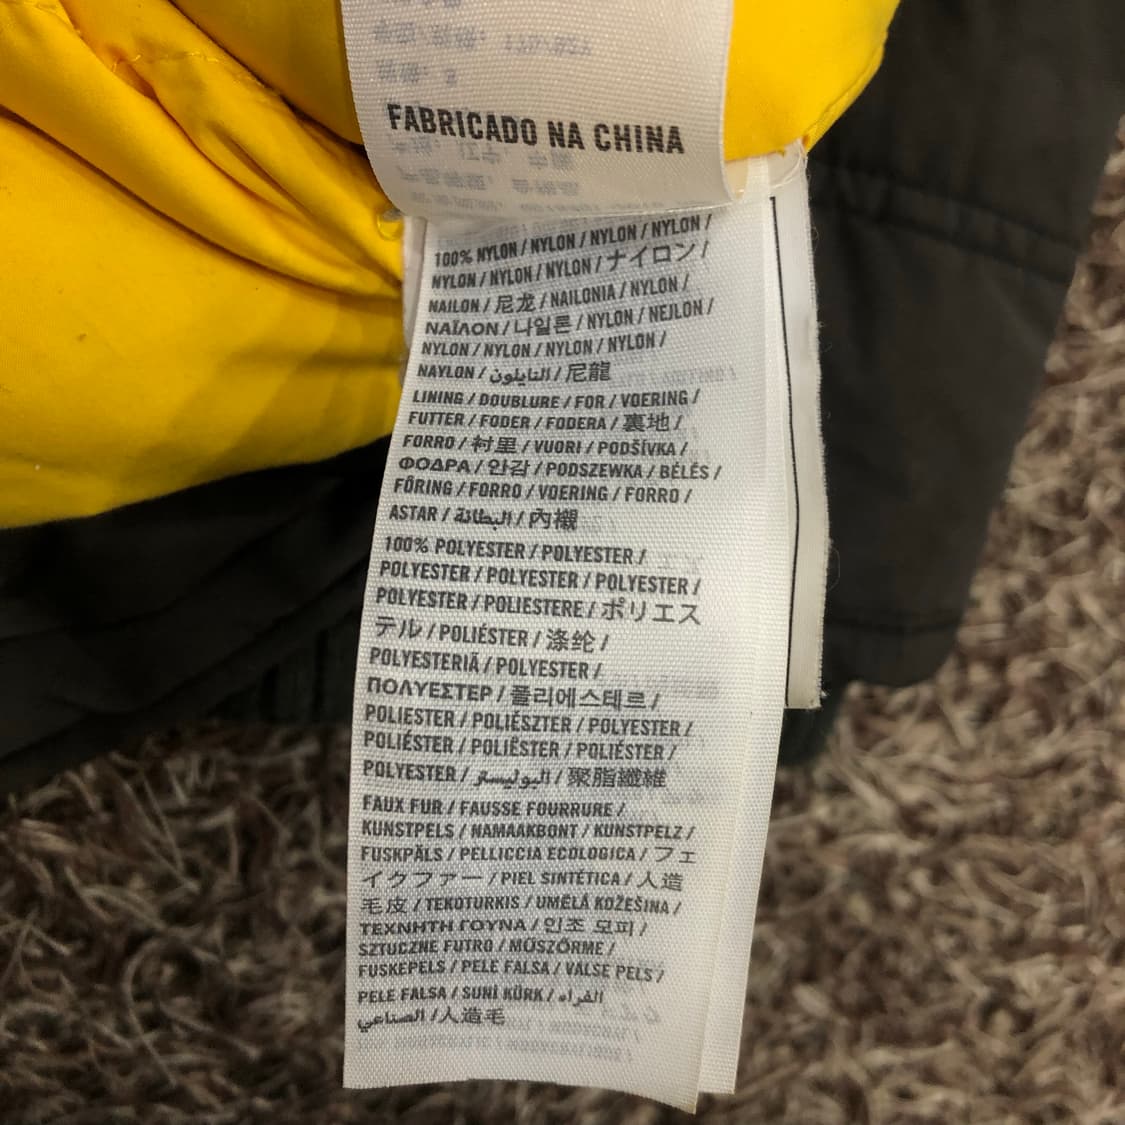 FABRICADO NA CHINA
100% NYLON / NYLON / NYLON / NYLON /
NYLON / NYLON / NYLON / ナイロン /
NAILON / 尼龙 / NAILONIA / NYLON /
ΝΑΪΛΟΝ / 나일론 / NYLON / NEJLON /
NYLON / NYLON / NYLON / NYLON /
NAYLON / النايلون / 尼龍
LINING / DOUBLURE / FOR / VOERING /
FUTTER / FODER / FODERA / 裏地 /
FORRO / 衬里 / VUORI / PODŠÍVKA /
ΦΟΔΡΑ / 안감 / PODSZEWKA / BÉLÉS /
FÔRING / FORRO / VOERING / FORRO /
ASTAR / البطانة / 內襯
100% POLYESTER / POLYESTER /
POLYESTER / POLYESTER / POLYESTER /
POLYESTER / POLIESTERE / ポリエス
テル / POLIÉSTER / 涤纶 /
POLYESTERIÄ / POLYESTER /
ΠΟΛΥΕΣΤΕΡ / 폴리에스테르 /
POLIESTER / POLIÉSZTER / POLYESTER /
POLIÉSTER / POLIËSTER / POLIÉSTER /
POLYESTER / البوليستر / 聚脂纖維
FAUX FUR / FAUSSE FOURRURE /
KUNSTPELS / NAMAAKBONT / KUNSTPELZ /
FUSKPÄLS / PELLICCIA ECOLOGICA / フェ
イクファー / PIEL SINTÉTICA / 人造
毛皮 / TEKOTURKIS / UMĚLÁ KOŽEŠINA /
ΤΕΧΝΗΤΗ ΓΟΥΝΑ / 인조 모피 /
SZTUCZNE FUTRO / MŰSZŐRME /
FUSKEPELS / PELE FALSA / VALSE PELS /
PELE FALSA / SUNİ KÜRK / الفراء
الصناعي / 人造毛